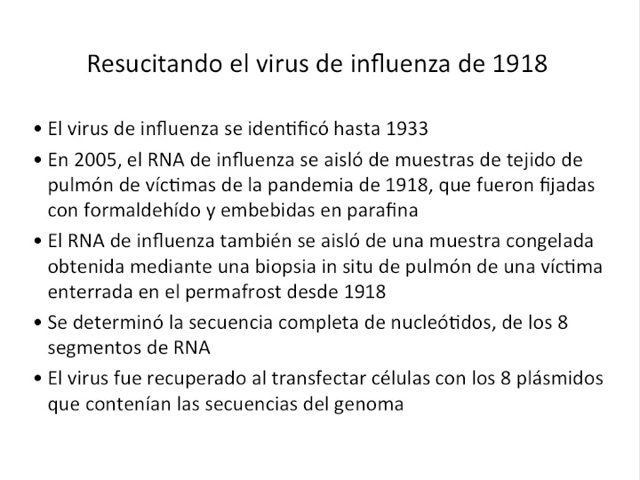 Resucitando el virus de influenza de 1918
• El virus de influenza se identificó hasta 1933
• En 2005, el RNA de influenza se aisló de muestras de tejido de
pulmón de víctimas de la pandemia de 1918, que fueron fijadas
con formaldehído y embebidas en parafina
• El RNA de influenza también se aisló de una muestra congelada
obtenida mediante una biopsia in situ de pulmón de una víctima
enterrada en el permafrost desde 1918
• Se determinó la secuencia completa de nucleótidos, de los 8
segmentos de RNA
• El virus fue recuperado al transfectar células con los 8 plásmidos
que contenían las secuencias del genoma